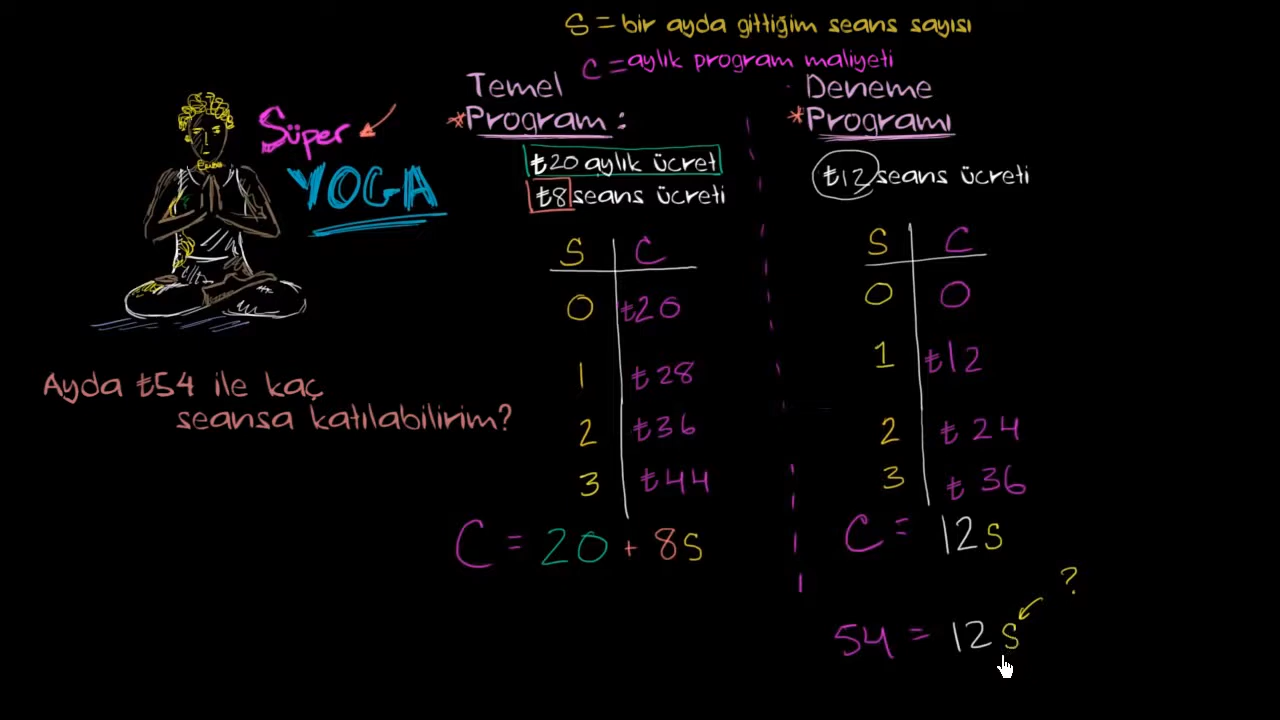 S = bir ayda gittiğim seans sayısı
C = aylık program maliyeti
Süper
YOGA
Ayda ₺54 ile kaç
seansa katılabilirim?
Temel
*Program:
₺20 aylık ücret
₺8 seans ücreti
S C
0 ₺20
1 ₺28
2 ₺36
3 ₺44
C = 20 + 8S
Deneme
*Programı
₺12 seans ücreti
S C
0 0
1 ₺12
2 ₺24
3 ₺36
C = 12S
?
54 = 12S